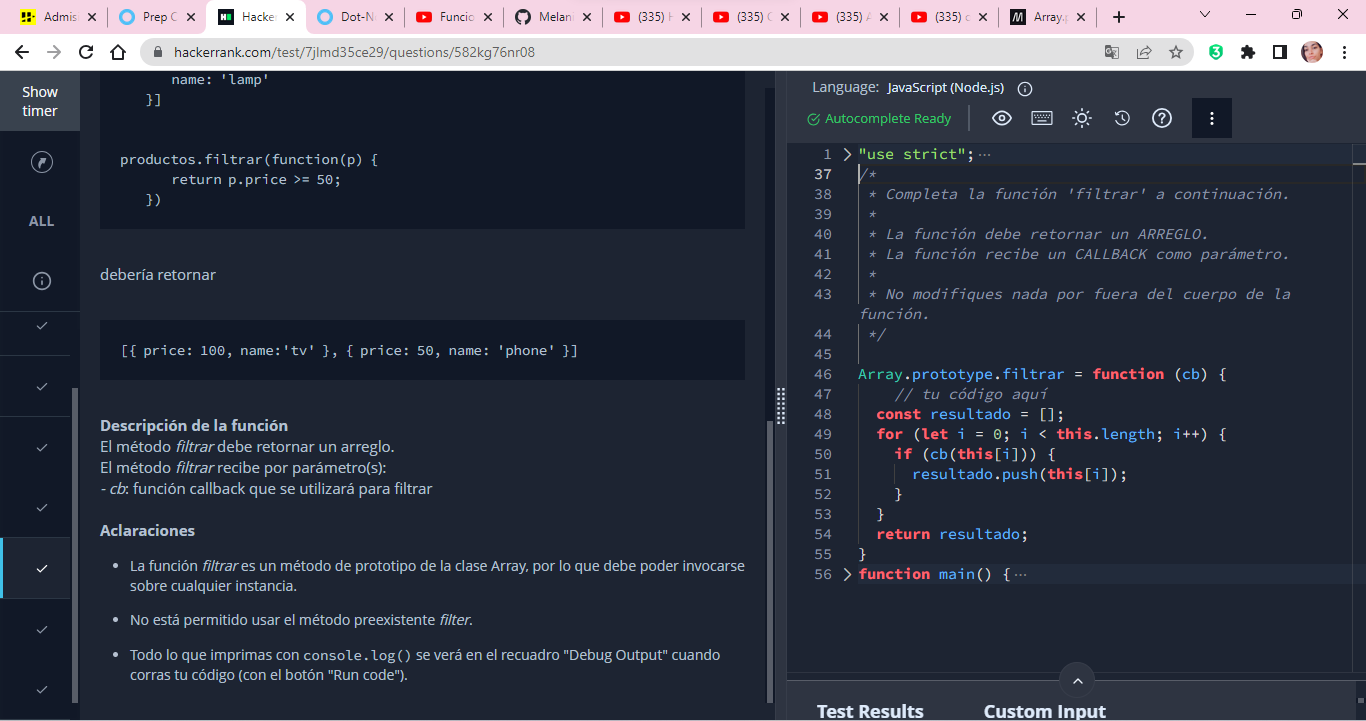 Admis
Prep C
Hacke
Dot-N
Funcio
Melan
(335) H
(335) C
(335) A
(335) c
Array.p
hackerrank.com/test/7jlmd35ce29/questions/582kg76nr08
Show
timer
ALL
name: 'lamp'
}]
productos.filtrar(function(p) {
return p.price >= 50;
})
debería retornar
[{ price: 100, name:'tv' }, { price: 50, name: 'phone' }]
Descripción de la función
El método filtrar debe retornar un arreglo.
El método filtrar recibe por parámetro(s):
- cb: función callback que se utilizará para filtrar
Aclaraciones
• La función filtrar es un método de prototipo de la clase Array, por lo que debe poder invocarse
sobre cualquier instancia.
• No está permitido usar el método preexistente filter.
• Todo lo que imprimas con console.log() se verá en el recuadro "Debug Output" cuando
corras tu código (con el botón "Run code").
Language: JavaScript (Node.js)
Autocomplete Ready
1 "use strict"; ···
37 /*
38 * Completa la función 'filtrar' a continuación.
39 *
40 * La función debe retornar un ARREGLO.
41 * La función recibe un CALLBACK como parámetro.
42 *
43 * No modifiques nada por fuera del cuerpo de la
función.
44 */
45
46 Array.prototype.filtrar = function (cb) {
47 // tu código aquí
48 const resultado = [];
49 for (let i = 0; i < this.length; i++) {
50 if (cb(this[i])) {
51 resultado.push(this[i]);
52 }
53 }
54 return resultado;
55 }
56 function main() { ···
Test Results
Custom Input